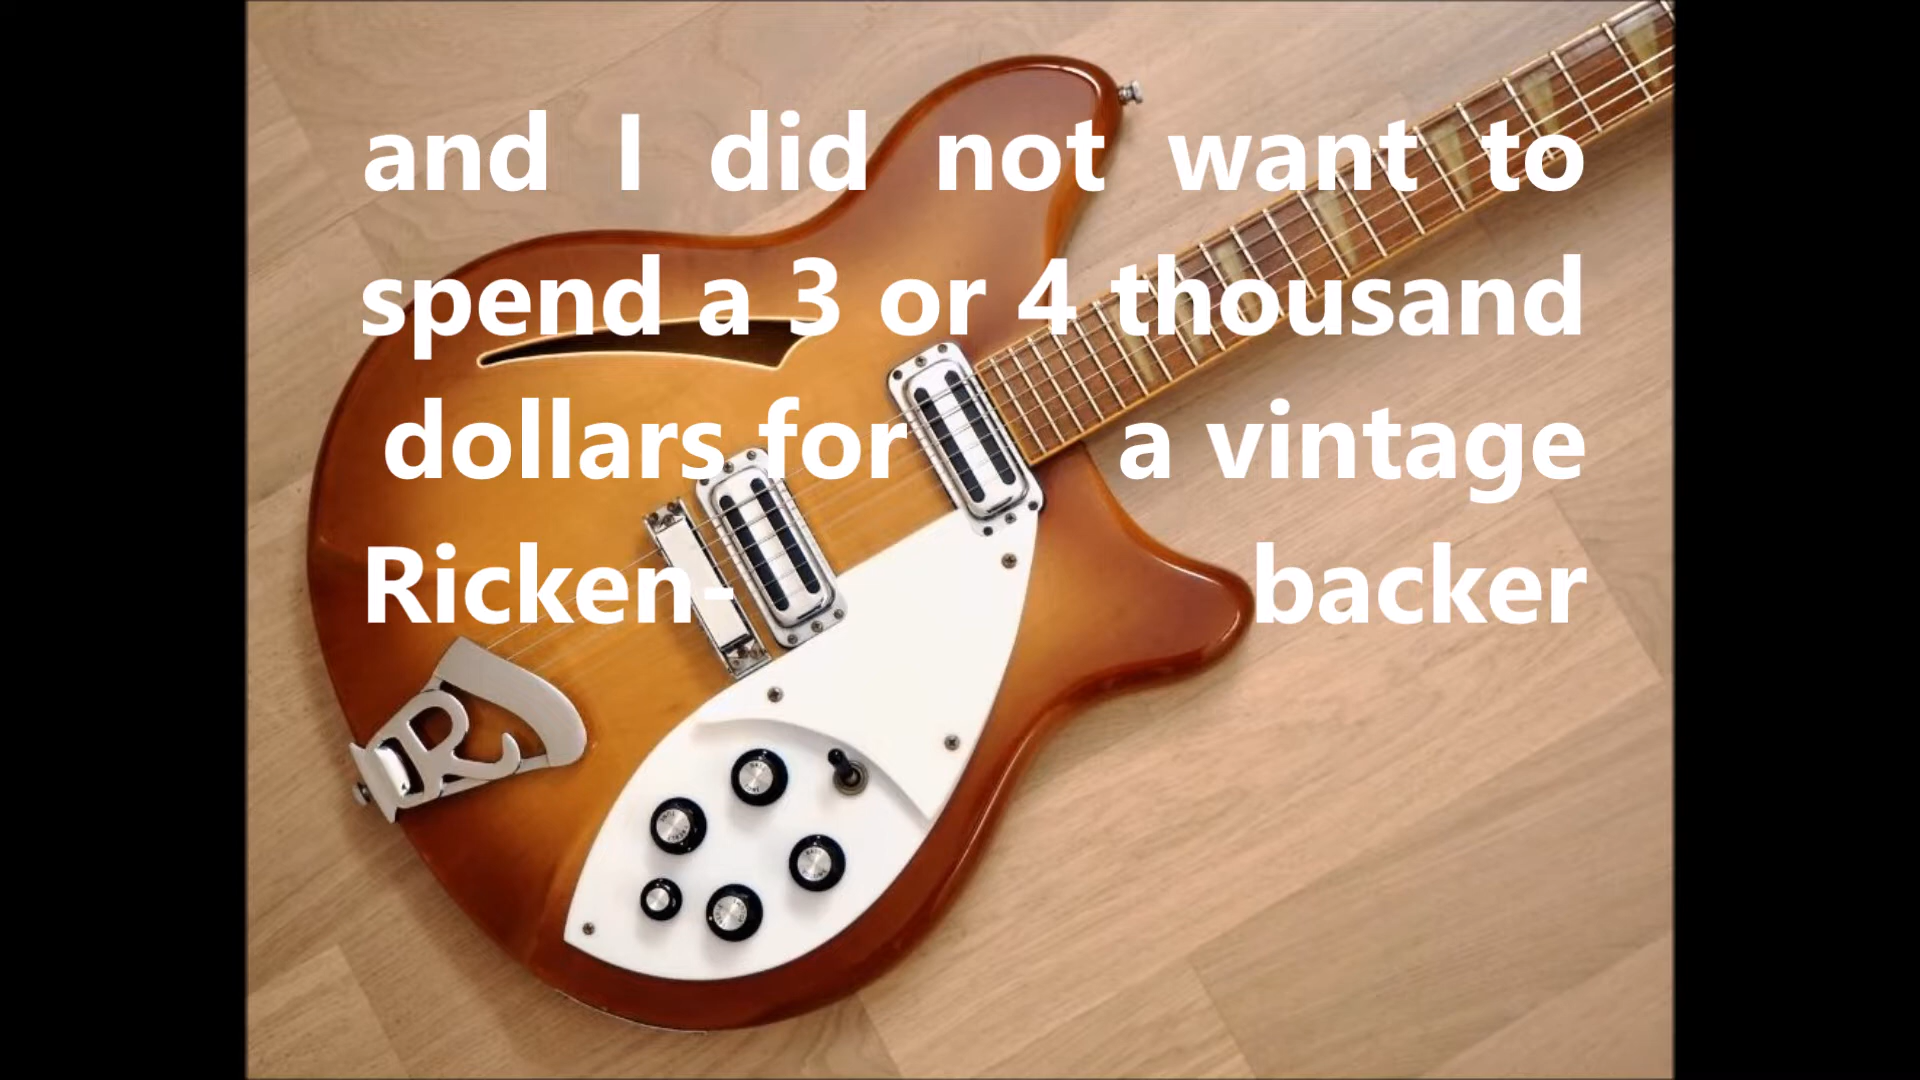 and I did not want to
spend a 3 or 4 thousand
dollars for a vintage
Ricken- backer
R